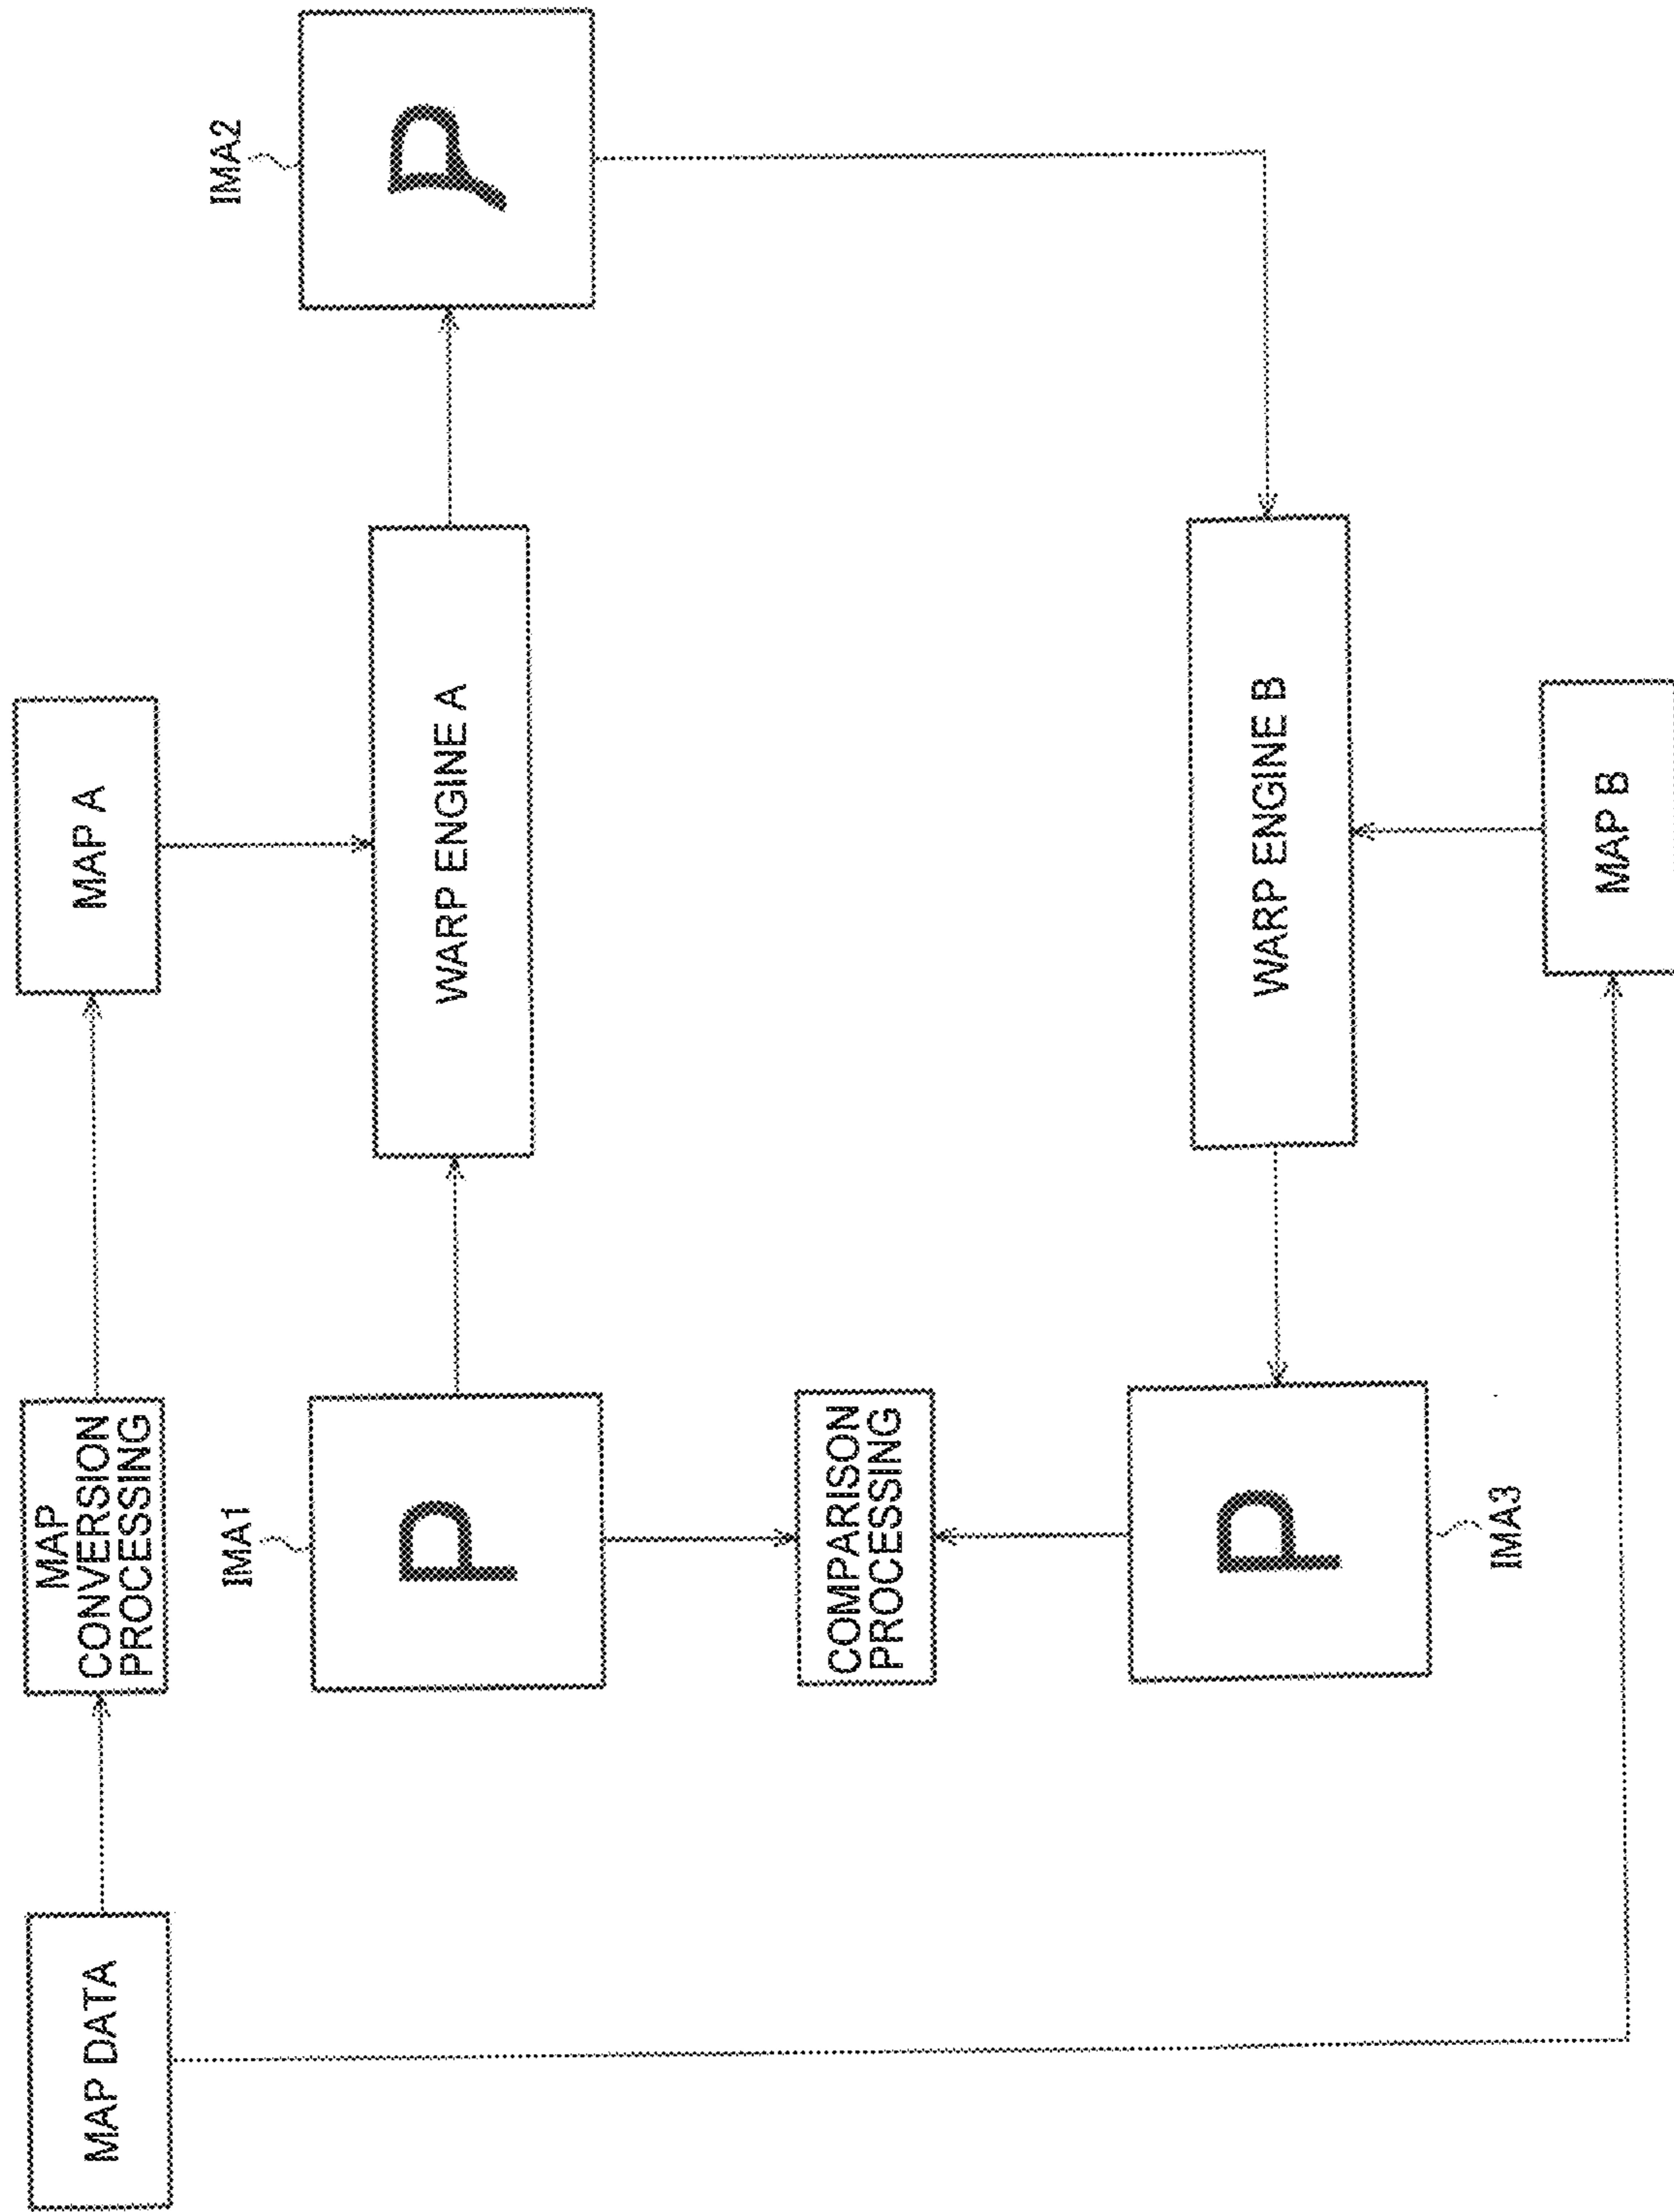 MAP DATA
MAP
CONVERSION
PROCESSING
MAP A
IMA1
P
WARP ENGINE A
IMA2
P
COMPARISON
PROCESSING
P
IMA3
WARP ENGINE B
MAP B